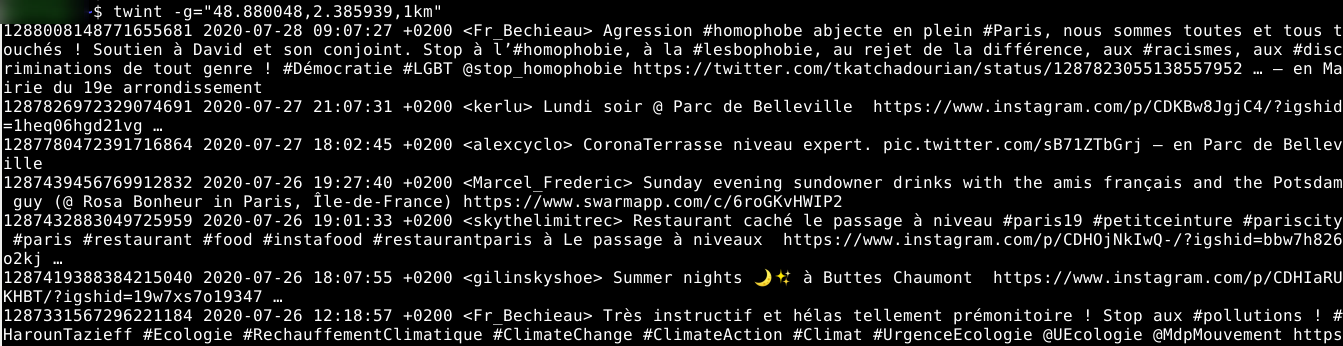 $ twint -g="48.880048,2.385939,1km"
1288008148771655681 2020-07-28 09:07:27 +0200 <Fr_Bechieau> Agression #homophobe abjecte en plein #Paris, nous sommes toutes et tous t
ouchés ! Soutien à David et son conjoint. Stop à l’#homophobie, à la #lesbophobie, au rejet de la différence, aux #racismes, aux #disc
riminations de tout genre ! #Démocratie #LGBT @stop_homophobie https://twitter.com/tkatchadourian/status/1287823055138557952 … — en Ma
irie du 19e arrondissement
1287826972329074691 2020-07-27 21:07:31 +0200 <kerlu> Lundi soir @ Parc de Belleville  https://www.instagram.com/p/CDKBw8JgjC4/?igshid
=1heq06hgd21vg …
1287780472391716864 2020-07-27 18:02:45 +0200 <alexcyclo> CoronaTerrasse niveau expert. pic.twitter.com/sB71ZTbGrj — en Parc de Bellev
ille
1287439456769912832 2020-07-26 19:27:40 +0200 <Marcel_Frederic> Sunday evening sundowner drinks with the amis français and the Potsdam
guy (@ Rosa Bonheur in Paris, Île-de-France) https://www.swarmapp.com/c/6roGKvHWIP2
1287432883049725959 2020-07-26 19:01:33 +0200 <skythelimitrec> Restaurant caché le passage à niveau #paris19 #petitceinture #pariscity
#paris #restaurant #food #instafood #restaurantparis à Le passage à niveaux  https://www.instagram.com/p/CDHOjNkIwQ-/?igshid=bbw7h826
o2kj …
1287419388384215040 2020-07-26 18:07:55 +0200 <gilinskyshoe> Summer nights 🌙✨ à Buttes Chaumont  https://www.instagram.com/p/CDHIaRU
KHBT/?igshid=19w7xs7o19347 …
1287331567296221184 2020-07-26 12:18:57 +0200 <Fr_Bechieau> Très instructif et hélas tellement prémonitoire ! Stop aux #pollutions ! #
HarounTazieff #Ecologie #RechauffementClimatique #ClimateChange #ClimateAction #Climat #UrgenceEcologie @UEcologie @MdpMouvement https